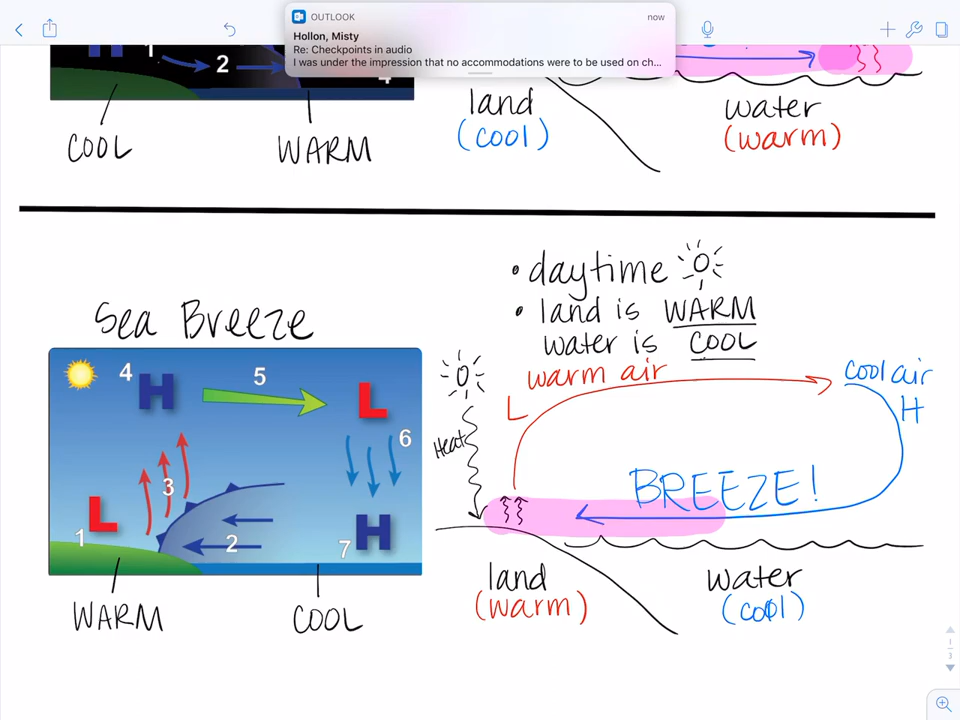 OUTLOOK
now
Hollon, Misty
Re: Checkpoints in audio
I was under the impression that no accommodations were to be used on ch…
1
2
4
COOL
WARM
land
(cool)
water
(warm)
• daytime
• land is WARM
water is COOL
Sea Breeze
4 H 5 L
6
3
L
1
2
7 H
WARM
COOL
warm air
cool air
L
H
Heat
BREEZE!
land
(warm)
water
(cool)
1
3